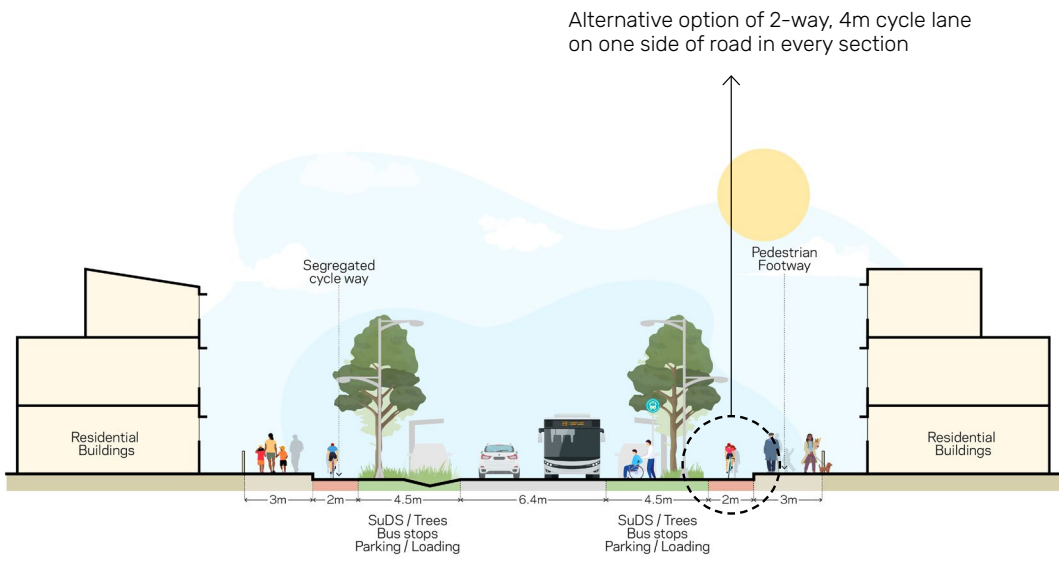 Alternative option of 2-way, 4m cycle lane
on one side of road in every section
Segregated
cycle way
Pedestrian
Footway
Residential
Buildings
Residential
Buildings
3m
2m
4.5m
6.4m
4.5m
2m
3m
SuDS / Trees
Bus stops
Parking / Loading
SuDS / Trees
Bus stops
Parking / Loading